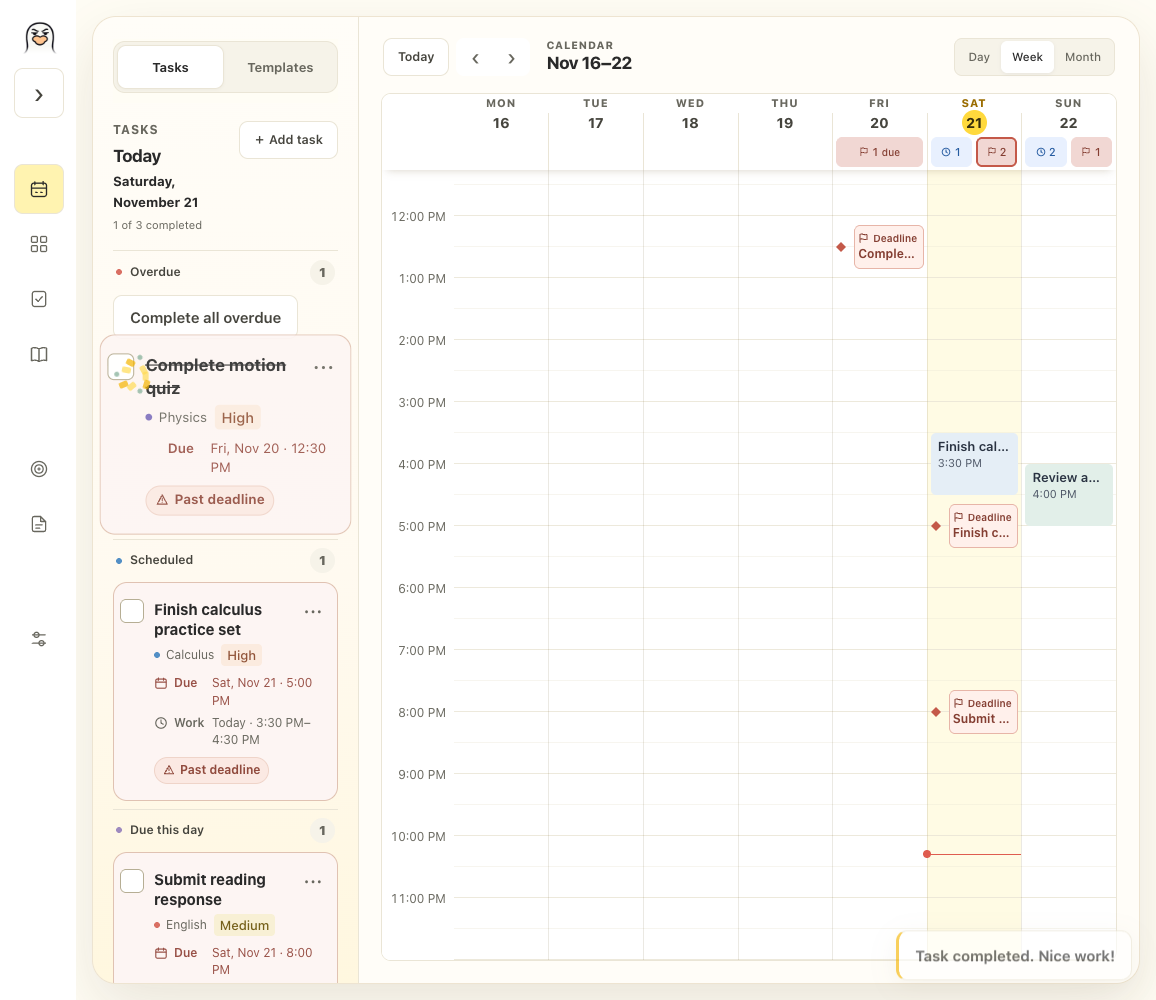 Tasks
Templates
TASKS
Today
Saturday,
November 21
1 of 3 completed
+ Add task
Overdue
1
Complete all overdue
Complete motion
quiz
Physics
High
Due
Fri, Nov 20 · 12:30
PM
Past deadline
Scheduled
1
Finish calculus
practice set
Calculus
High
Due
Sat, Nov 21 · 5:00
PM
Work
Today · 3:30 PM–
4:30 PM
Past deadline
Due this day
1
Submit reading
response
English
Medium
Due
Sat, Nov 21 · 8:00
PM
Today
CALENDAR
Nov 16–22
Day
Week
Month
MON
16
TUE
17
WED
18
THU
19
FRI
20
SAT
21
SUN
22
1 due
1
2
2
1
12:00 PM
1:00 PM
2:00 PM
3:00 PM
4:00 PM
5:00 PM
6:00 PM
7:00 PM
8:00 PM
9:00 PM
10:00 PM
11:00 PM
Deadline
Comple...
Finish cal...
3:30 PM
Review a...
4:00 PM
Deadline
Finish c...
Deadline
Submit ...
Task completed. Nice work!